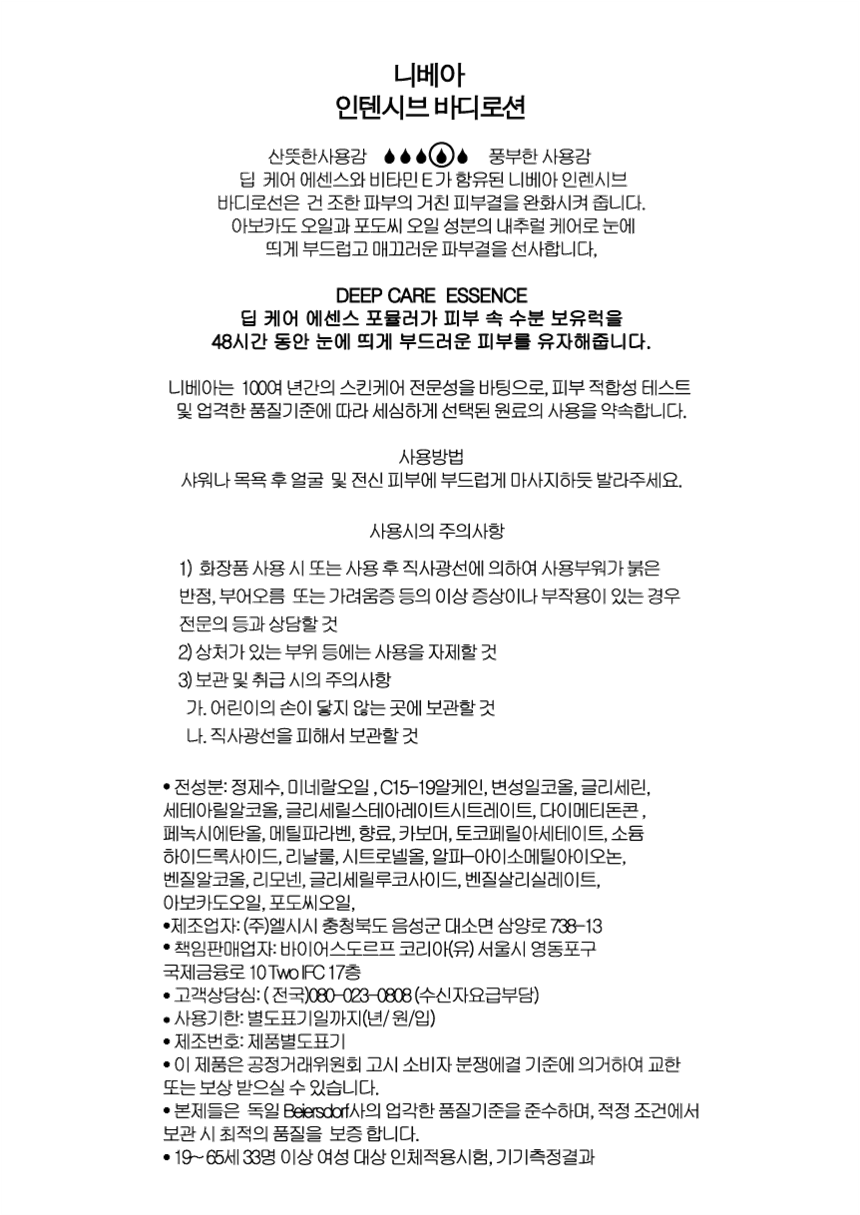 니베아
인텐시브 바디로션
산뜻한사용감 풍부한 사용감
딥 케어 에센스와 비타민 E가 함유된 니베아 인렌시브
바디로선은 건 조한 파부의 거친 피부결을 완화시켜 줍니다.
아보카도 오일과 포도씨 오일 성분의 내추럴 케어로 눈에
띄게 부드럽고 매끄러운 파부결을 선사합니다,
DEEP CARE ESSENCE
딥 케어 에센스 포뮬러가 피부 속 수분 보유럭을
48시간 동안 눈에 띄게 부드러운 피부를 유자해줍니다.
니베아는 100여 년간의 스킨케어 전문성을 바팅으로, 피부 적합성 테스트
및 업격한 품질기준에 따라 세심하게 선택된 원료의 사용을 약속합니다.
사용방법
샤워나 목욕 후 얼굴 및 전신 피부에 부드럽게 마사지하듯 발라주세요.
사용시의 주의사항
1) 화장품 사용 시 또는 사용 후 직사광선에 의하여 사용부워가 붉은
반점, 부어오름 또는 가려움증 등의 이상 증상이나 부작용이 있는 경우
전문의 등과 상담할 것
2) 상처가 있는 부위 등에는 사용을 자제할 것
3) 보관 및 취급 시의 주의사항
가. 어린이의 손이 닿지 않는 곳에 보관할 것
나. 직사광선을 피해서 보관할 것
• 전성분: 정제수, 미네랄오일 , C15-19알케인, 변성일코올, 글리세린,
세테아릴알코올, 글리세릴스테아레이트시트레이트, 다이메티돈콘 ,
페녹시에탄올, 메틸파라벤, 향료, 카보머, 토코페릴아세테이트, 소듐
하이드록사이드, 리날룰, 시트로넬올, 알파-아이소메틸아이오논,
벤질알코올, 리모넨, 글리세릴루코사이드, 벤질살리실레이트,
아보카도오일, 포도씨오일,
•제조업자: (주)엘시시 충청북도 음성군 대소면 삼양로 738-13
• 책임판매업자: 바이어스도르프 코리아(유) 서울시 영동포구
국제금융로 10 Two IFC 17층
• 고객상담심: ( 전국)080-023-0808 (수신자요급부담)
• 사용기한: 별도표기일까지(년/ 원/입)
• 제조번호: 제품별도표기
• 이 제품은 공정거래위원회 고시 소비자 분쟁에결 기준에 의거하여 교한
또는 보상 받으실 수 있습니다.
• 본제들은 독일 Beiersdorf사의 업각한 품질기준을 준수하며, 적정 조건에서
보관 시 최적의 품질을 보증 합니다.
• 19~ 65세 33명 이상 여성 대상 인체적용시험, 기기측정결과